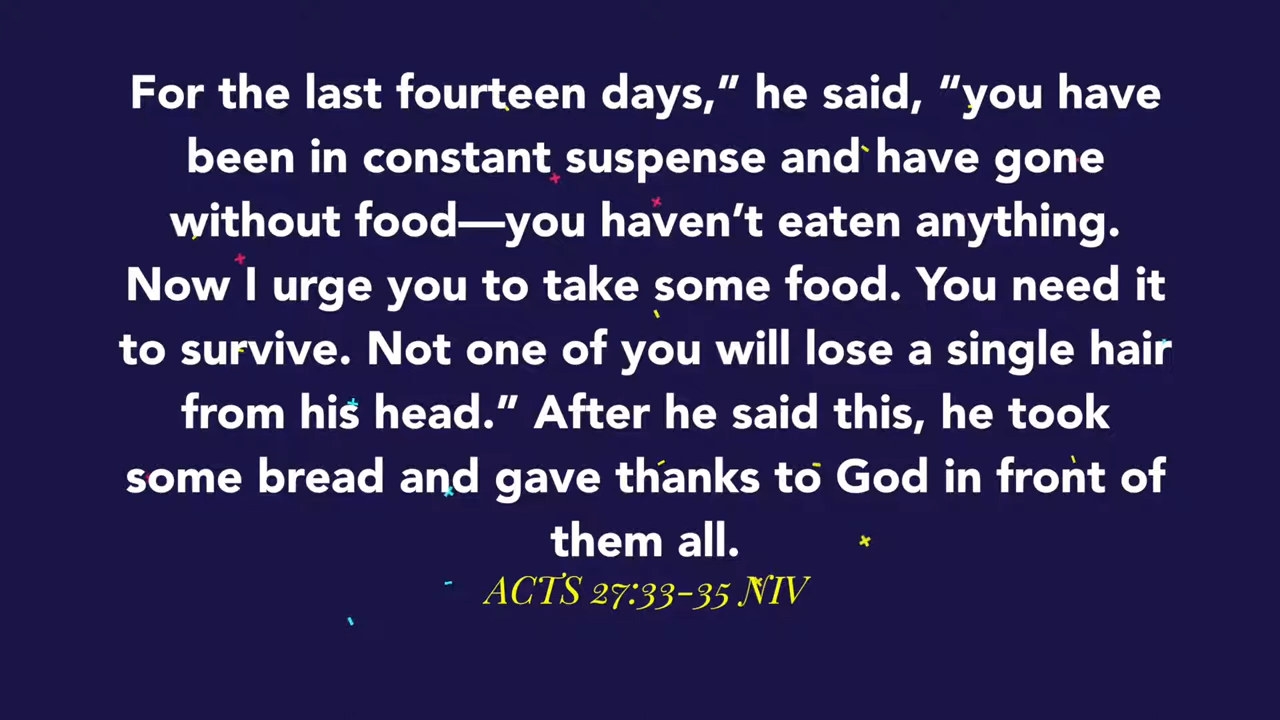 For the last fourteen days,” he said, “you have
been in constant suspense and have gone
without food—you haven’t eaten anything.
Now I urge you to take some food. You need it
to survive. Not one of you will lose a single hair
from his head.” After he said this, he took
some bread and gave thanks to God in front of
them all.
ACTS 27:33-35 NIV